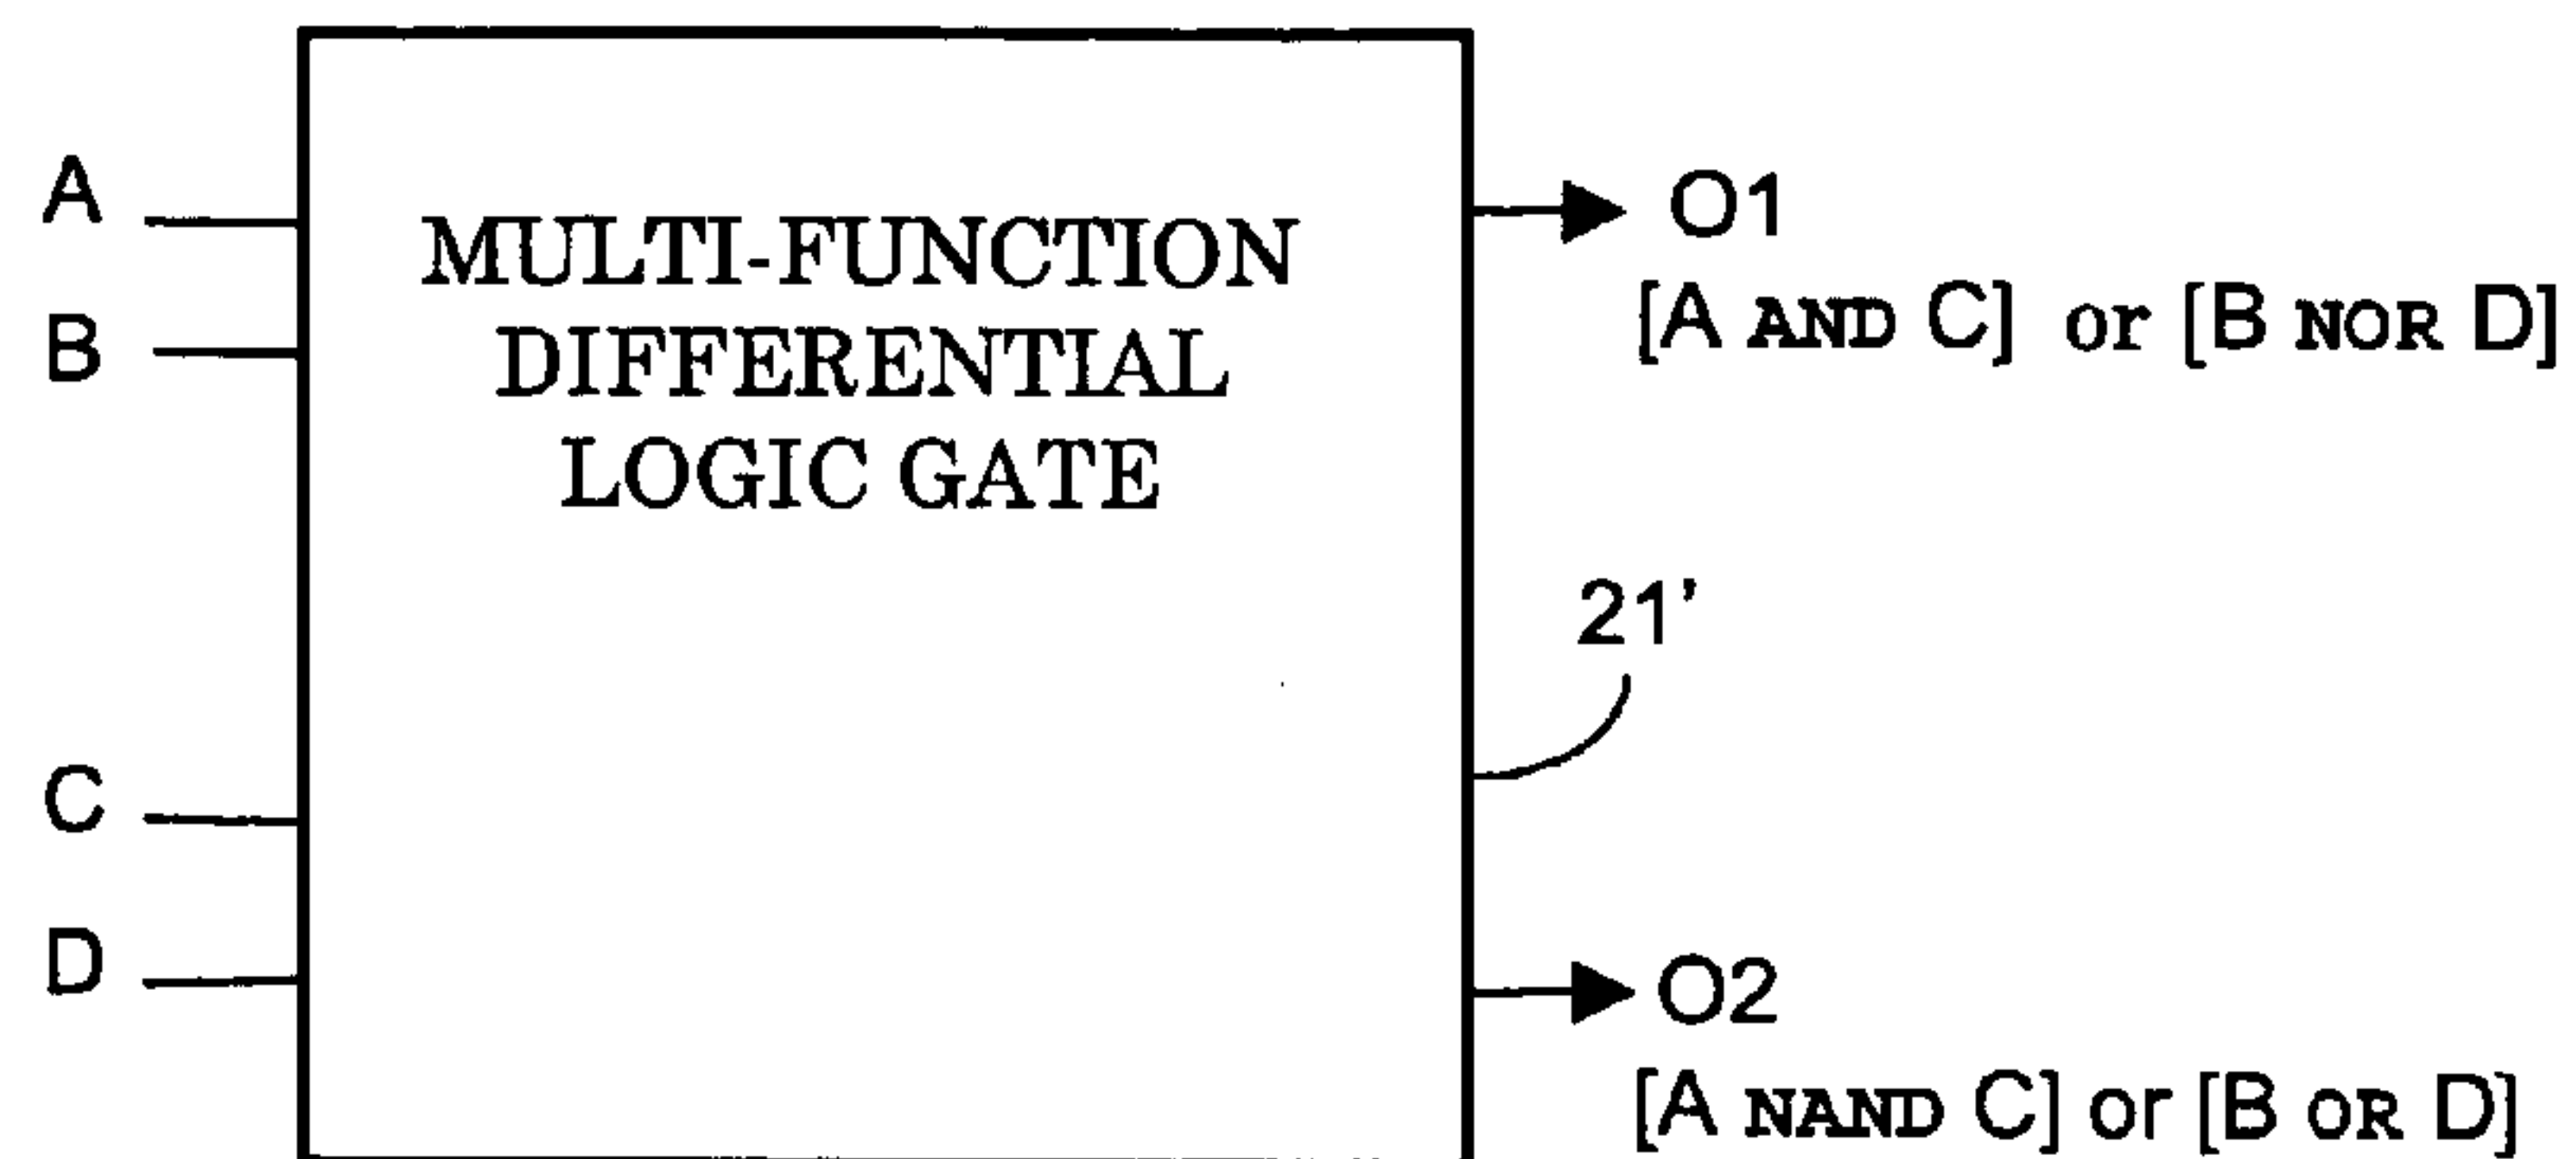 A
B
C
D
MULTI-FUNCTION
DIFFERENTIAL
LOGIC GATE
O1
[A AND C] or [B NOR D]
21’
O2
[A NAND C] or [B OR D]